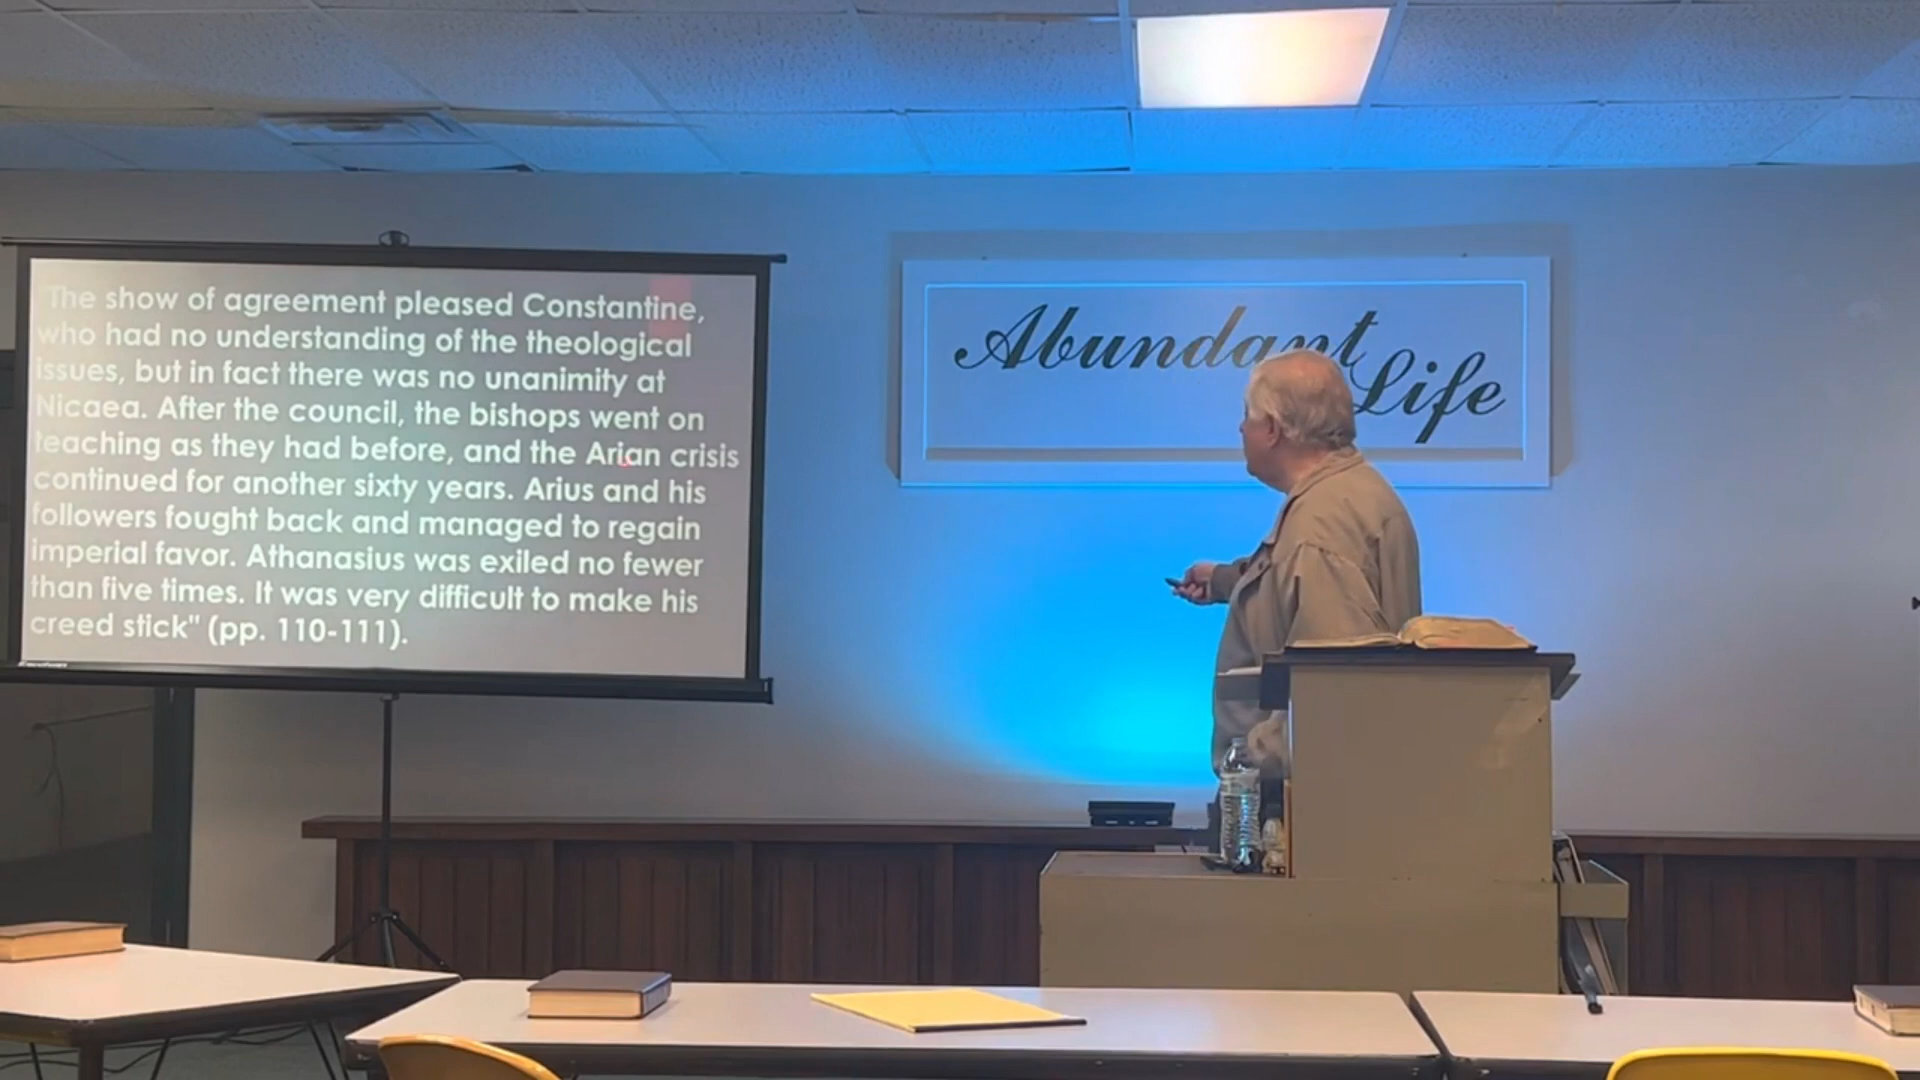 The show of agreement pleased Constantine,
who had no understanding of the theological
issues, but in fact there was no unanimity at
Nicaea. After the council, the bishops went on
teaching as they had before, and the Arian crisis
continued for another sixty years. Arius and his
followers fought back and managed to regain
imperial favor. Athanasius was exiled no fewer
than five times. It was very difficult to make his
creed stick" (pp. 110-111).
Abundant
Life